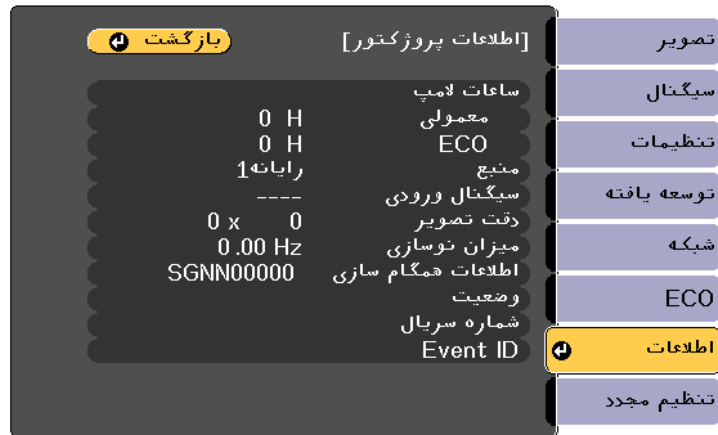 تصویر
سیگنال
تنظیمات
توسعه یافته
شبکه
ECO
اطلاعات
تنظیم مجدد
[اطلاعات پروژکتور] بازگشت
ساعات لامپ
معمولی 0 H
ECO 0 H
منبع رایانه1
سیگنال ورودی ----
دقت تصویر 0 x 0
میزان نوسازی 0.00 Hz
اطلاعات همگام سازی SGNN00000
وضعیت
شماره سریال
Event ID